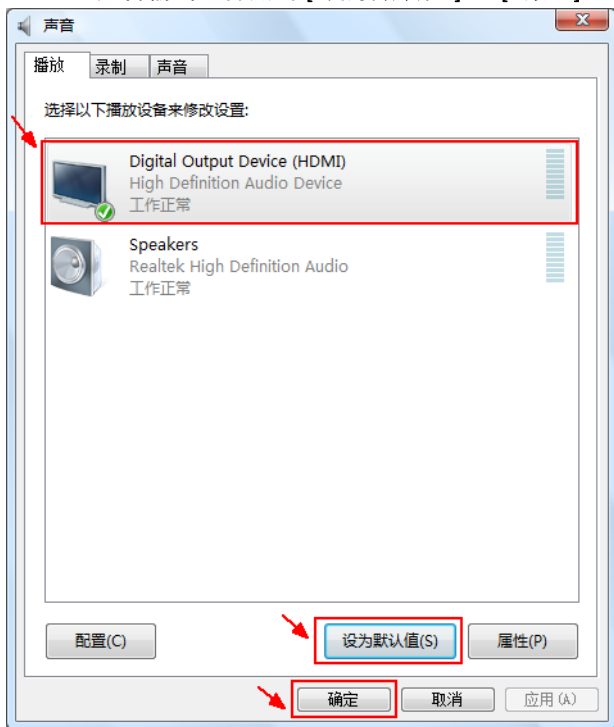 声音
播放 录制 声音
选择以下播放设备来修改设置:
Digital Output Device (HDMI)
High Definition Audio Device
工作正常
Speakers
Realtek High Definition Audio
工作正常
配置(C) 设为默认值(S) 属性(P)
确定 取消 应用(A)